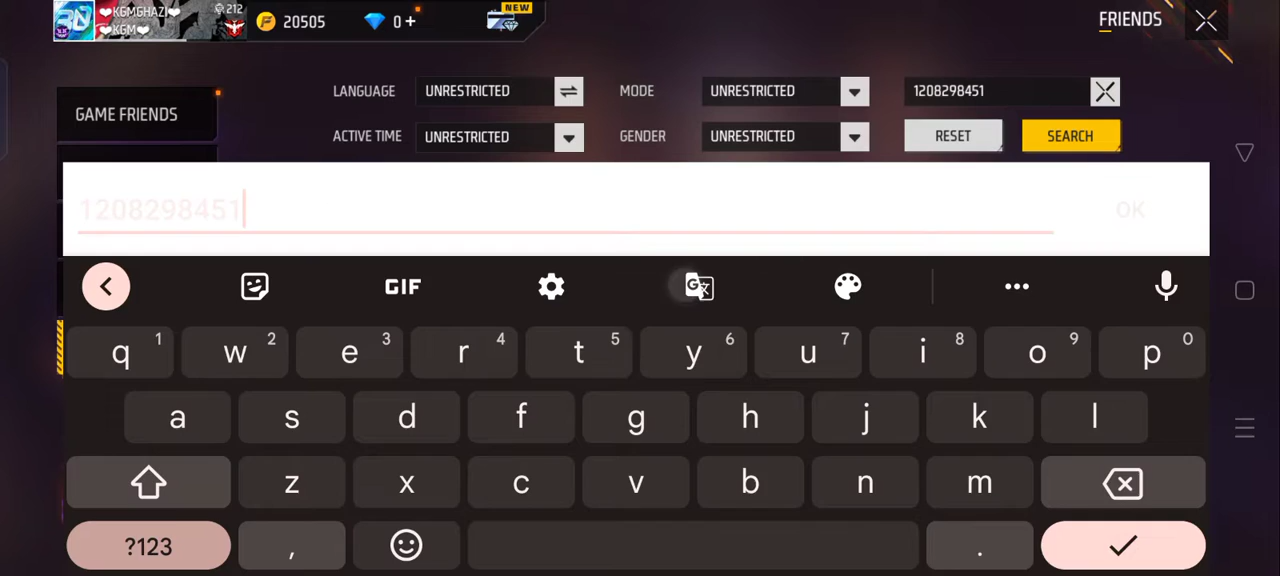 ❤KGMGHAZI❤
❤KGM❤
212
20505
0 +
NEW
FRIENDS
GAME FRIENDS
LANGUAGE UNRESTRICTED MODE UNRESTRICTED 1208298451
ACTIVE TIME UNRESTRICTED GENDER UNRESTRICTED RESET SEARCH
1208298451 OK
GIF
q 1 w 2 e 3 r 4 t 5 y 6 u 7 i 8 o 9 p 0
a s d f g h j k l
z x c v b n m
?123 , .